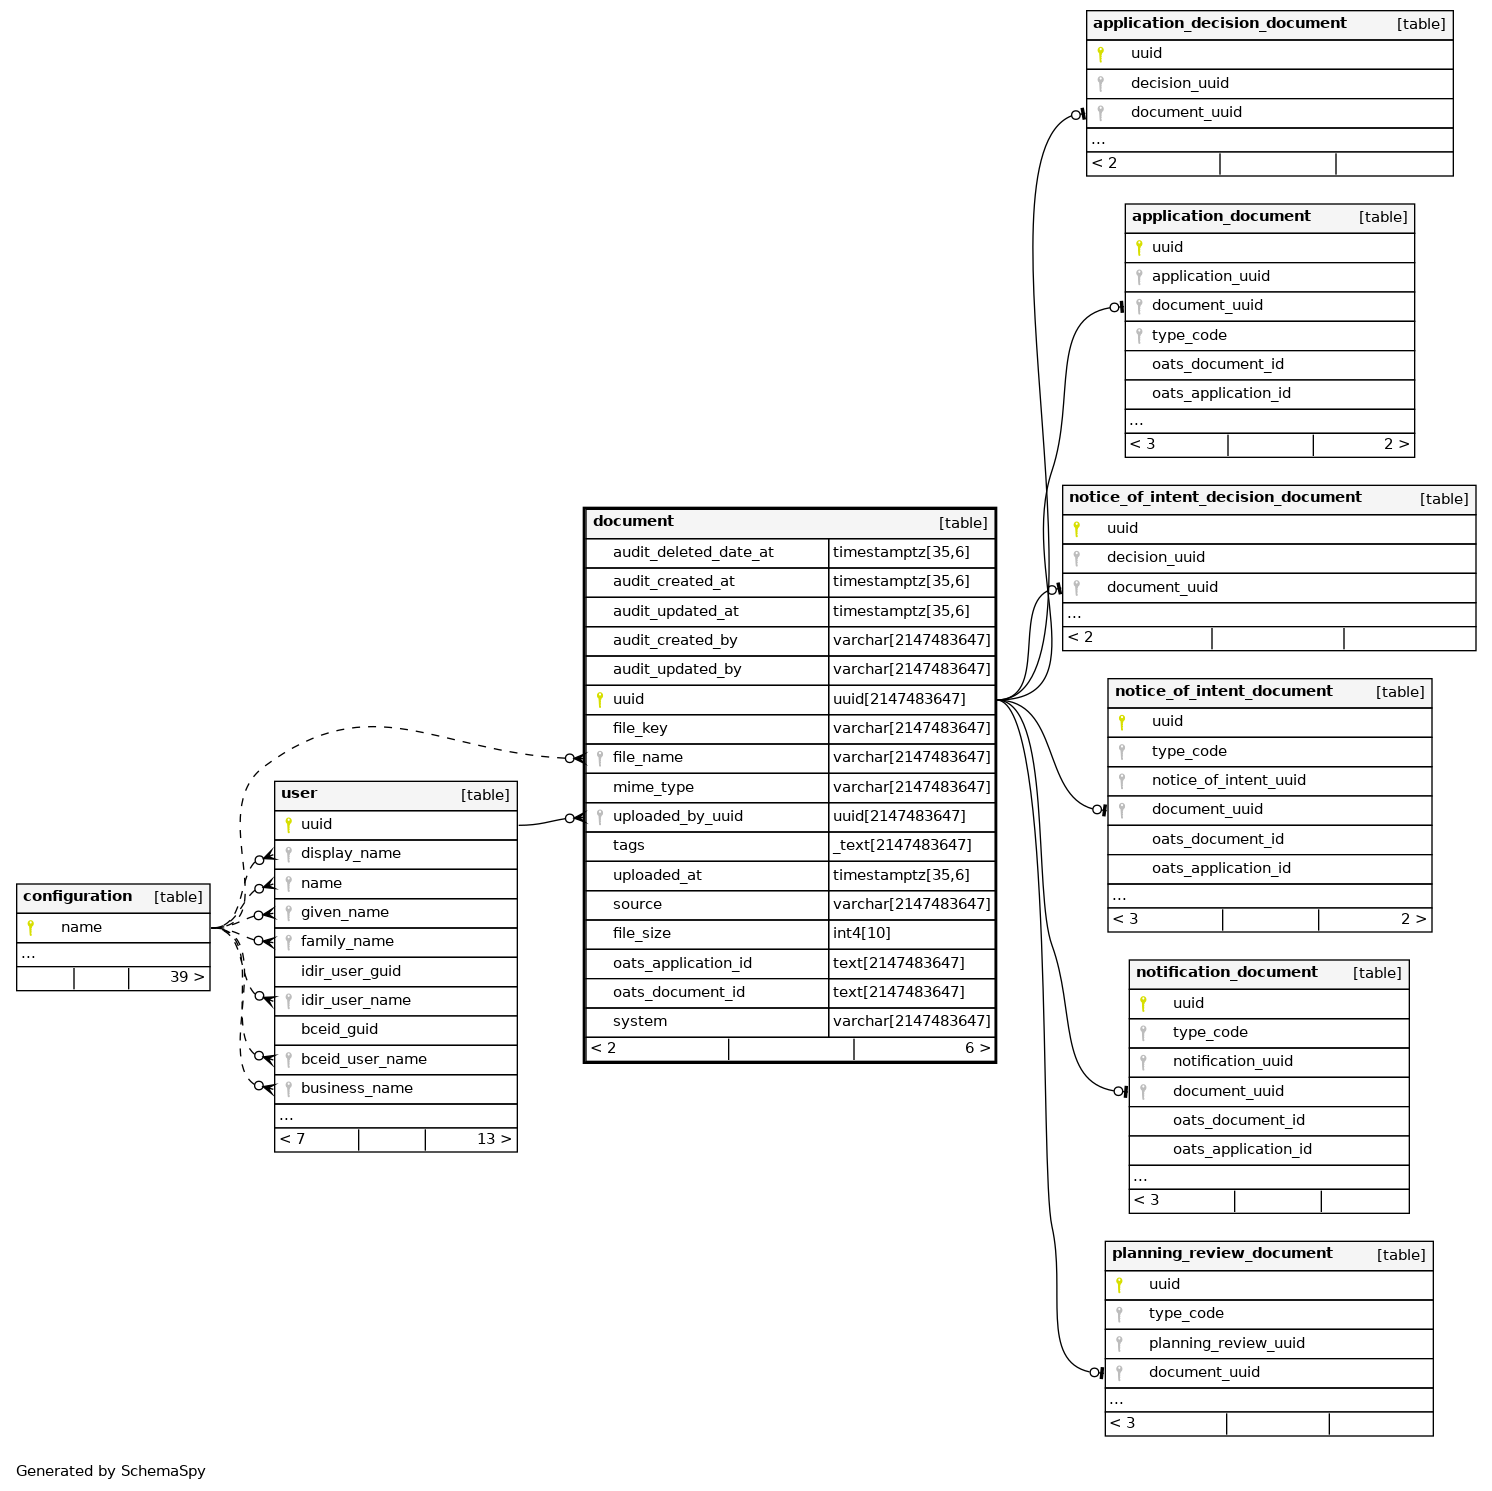 application_decision_document [table]
uuid
decision_uuid
document_uuid
...
< 2
application_document [table]
uuid
application_uuid
document_uuid
type_code
oats_document_id
oats_application_id
...
< 3 2 >
notice_of_intent_decision_document [table]
uuid
decision_uuid
document_uuid
...
< 2
document [table]
audit_deleted_date_at timestamptz[35,6]
audit_created_at timestamptz[35,6]
audit_updated_at timestamptz[35,6]
audit_created_by varchar[2147483647]
audit_updated_by varchar[2147483647]
uuid uuid[2147483647]
file_key varchar[2147483647]
file_name varchar[2147483647]
mime_type varchar[2147483647]
uploaded_by_uuid uuid[2147483647]
tags _text[2147483647]
uploaded_at timestamptz[35,6]
source varchar[2147483647]
file_size int4[10]
oats_application_id text[2147483647]
oats_document_id text[2147483647]
system varchar[2147483647]
< 2 6 >
notice_of_intent_document [table]
uuid
type_code
notice_of_intent_uuid
document_uuid
oats_document_id
oats_application_id
...
< 3 2 >
user [table]
uuid
display_name
name
given_name
family_name
idir_user_guid
idir_user_name
bceid_guid
bceid_user_name
business_name
...
< 7 13 >
configuration [table]
name
...
39 >
notification_document [table]
uuid
type_code
notification_uuid
document_uuid
oats_document_id
oats_application_id
...
< 3
planning_review_document [table]
uuid
type_code
planning_review_uuid
document_uuid
...
< 3
Generated by SchemaSpy